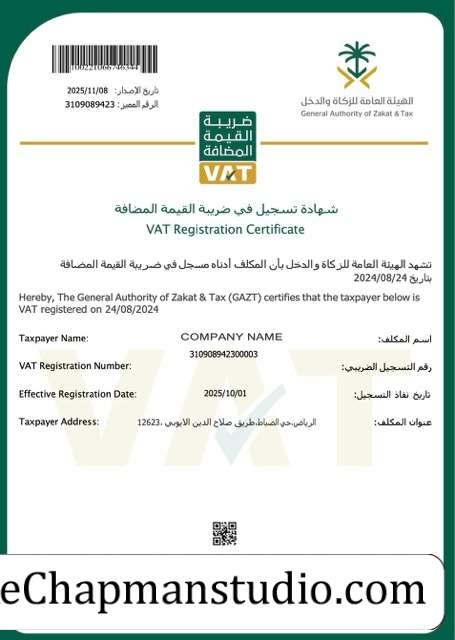 100221066746344
تاريخ الإصدار: 2025/11/08
الرقم المميز: 3109089423
الهيئة العامة للزكاة والدخل
General Authority of Zakat & Tax
ضريبة
القيمة
المضافة
VAT
شهادة تسجيل في ضريبة القيمة المضافة
VAT Registration Certificate
تشهد الهيئة العامة للزكاة والدخل بأن المكلف أدناه مسجل في ضريبة القيمة المضافة
بتاريخ 2024/08/24
Hereby, The General Authority of Zakat & Tax (GAZT) certifies that the taxpayer below is
VAT registered on 24/08/2024
Taxpayer Name: COMPANY NAME اسم المكلف:
VAT Registration Number: 310908942300003 رقم التسجيل الضريبي:
Effective Registration Date: 2025/10/01 تاريخ نفاذ التسجيل:
Taxpayer Address: الرياض،حي الضباط،طريق صلاح الدين الايوبي ،12623 عنوان المكلف:
VAT
eChapmanstudio.com